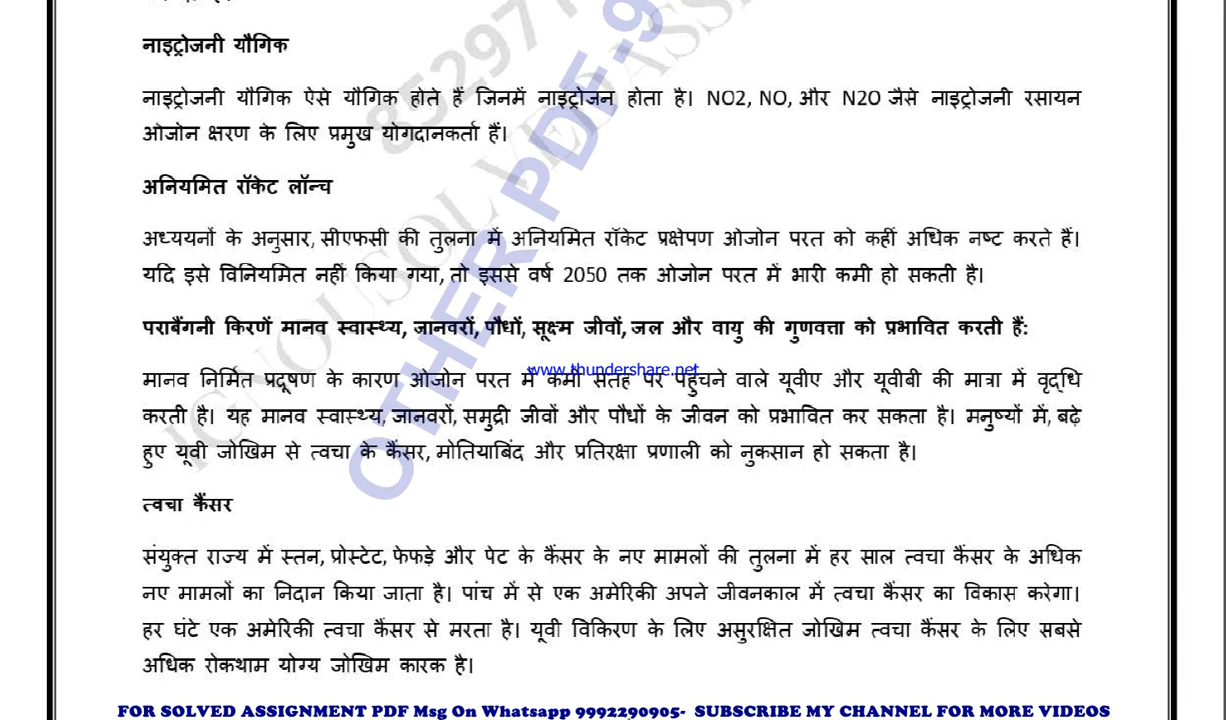 नाइट्रोजनी यौगिक
नाइट्रोजनी यौगिक ऐसे यौगिक होते हैं जिनमें नाइट्रोजन होता है। NO2, NO, और N2O जैसे नाइट्रोजनी रसायन
ओजोन क्षरण के लिए प्रमुख योगदानकर्ता हैं।
अनियमित रॉकेट लॉन्च
अध्ययनों के अनुसार, सीएफसी की तुलना में अनियमित रॉकेट प्रक्षेपण ओजोन परत को कहीं अधिक नष्ट करते हैं।
यदि इसे विनियमित नहीं किया गया, तो इससे वर्ष 2050 तक ओजोन परत में भारी कमी हो सकती है।
पराबैंगनी किरणें मानव स्वास्थ्य, जानवरों, पौधों, सूक्ष्म जीवों, जल और वायु की गुणवत्ता को प्रभावित करती हैं:
www.thundershare.net
मानव निर्मित प्रदूषण के कारण ओजोन परत में कमी सतह पर पहुंचने वाले यूवीए और यूवीबी की मात्रा में वृद्धि
करती है। यह मानव स्वास्थ्य, जानवरों, समुद्री जीवों और पौधों के जीवन को प्रभावित कर सकता है। मनुष्यों में, बढ़े
हुए यूवी जोखिम से त्वचा के कैंसर, मोतियाबिंद और प्रतिरक्षा प्रणाली को नुकसान हो सकता है।
त्वचा कैंसर
संयुक्त राज्य में स्तन, प्रोस्टेट, फेफड़े और पेट के कैंसर के नए मामलों की तुलना में हर साल त्वचा कैंसर के अधिक
नए मामलों का निदान किया जाता है। पांच में से एक अमेरिकी अपने जीवनकाल में त्वचा कैंसर का विकास करेगा।
हर घंटे एक अमेरिकी त्वचा कैंसर से मरता है। यूवी विकिरण के लिए असुरक्षित जोखिम त्वचा कैंसर के लिए सबसे
अधिक रोकथाम योग्य जोखिम कारक है।
OTHER PDF-9
85297
IGNOU SOLVED ASS
FOR SOLVED ASSIGNMENT PDF Msg On Whatsapp 9992290905- SUBSCRIBE MY CHANNEL FOR MORE VIDEOS